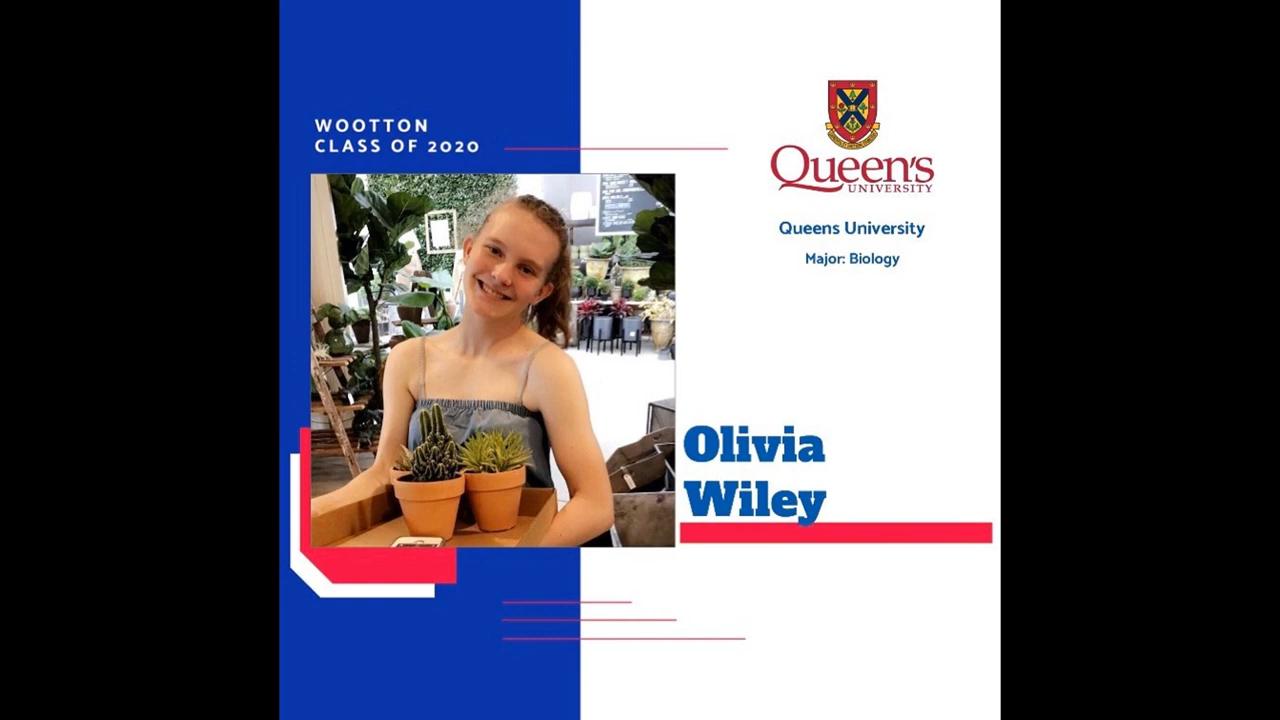 WOOTTON
CLASS OF 2020
Queen's
UNIVERSITY
Queens University
Major: Biology
Olivia
Wiley